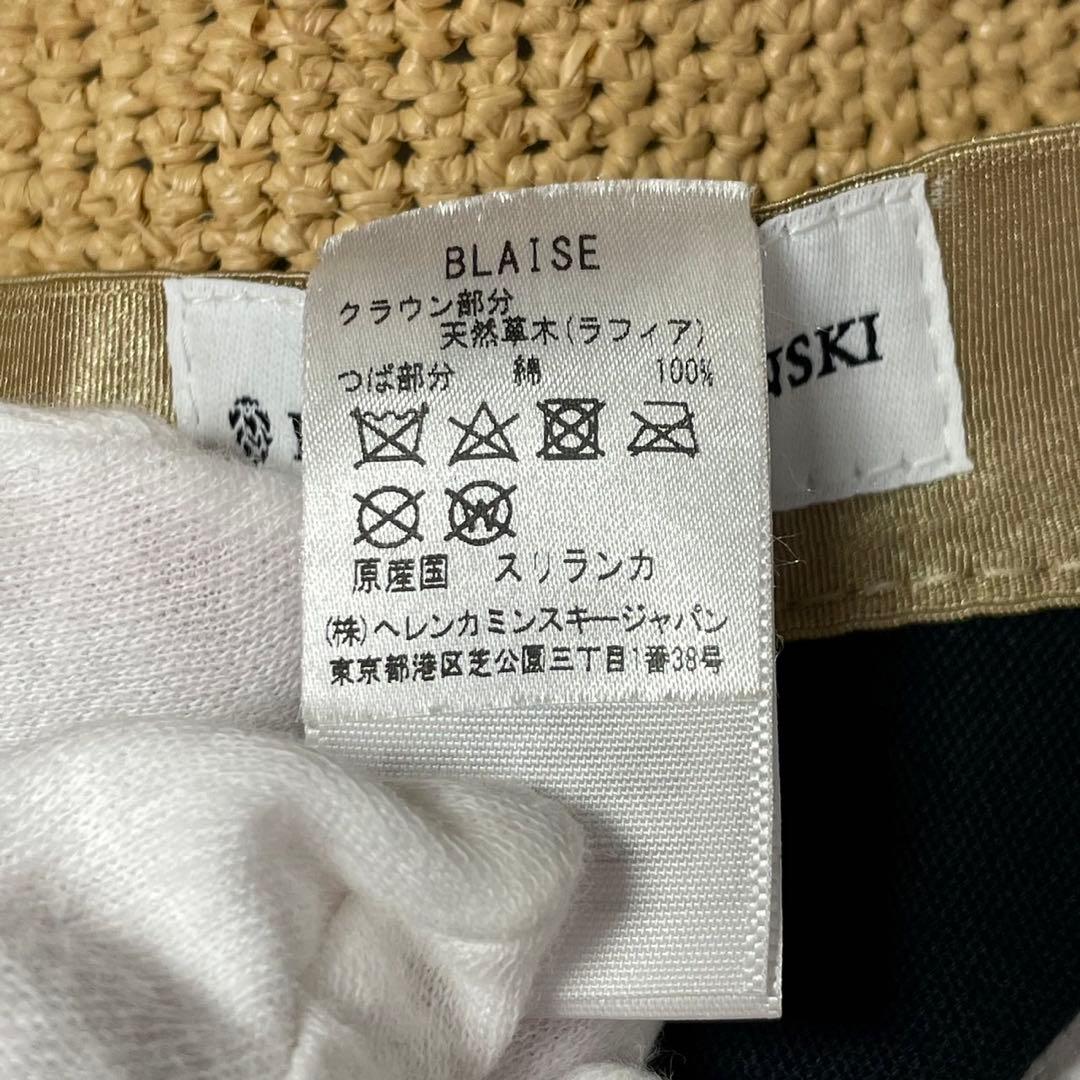 BLAISE
クラウン部分
天然草木(ラフィア)
つば部分 綿 100%
原産国 スリランカ
(株)ヘレンカミンスキージャパン
東京都港区芝公園三丁目1番38号
NSKI